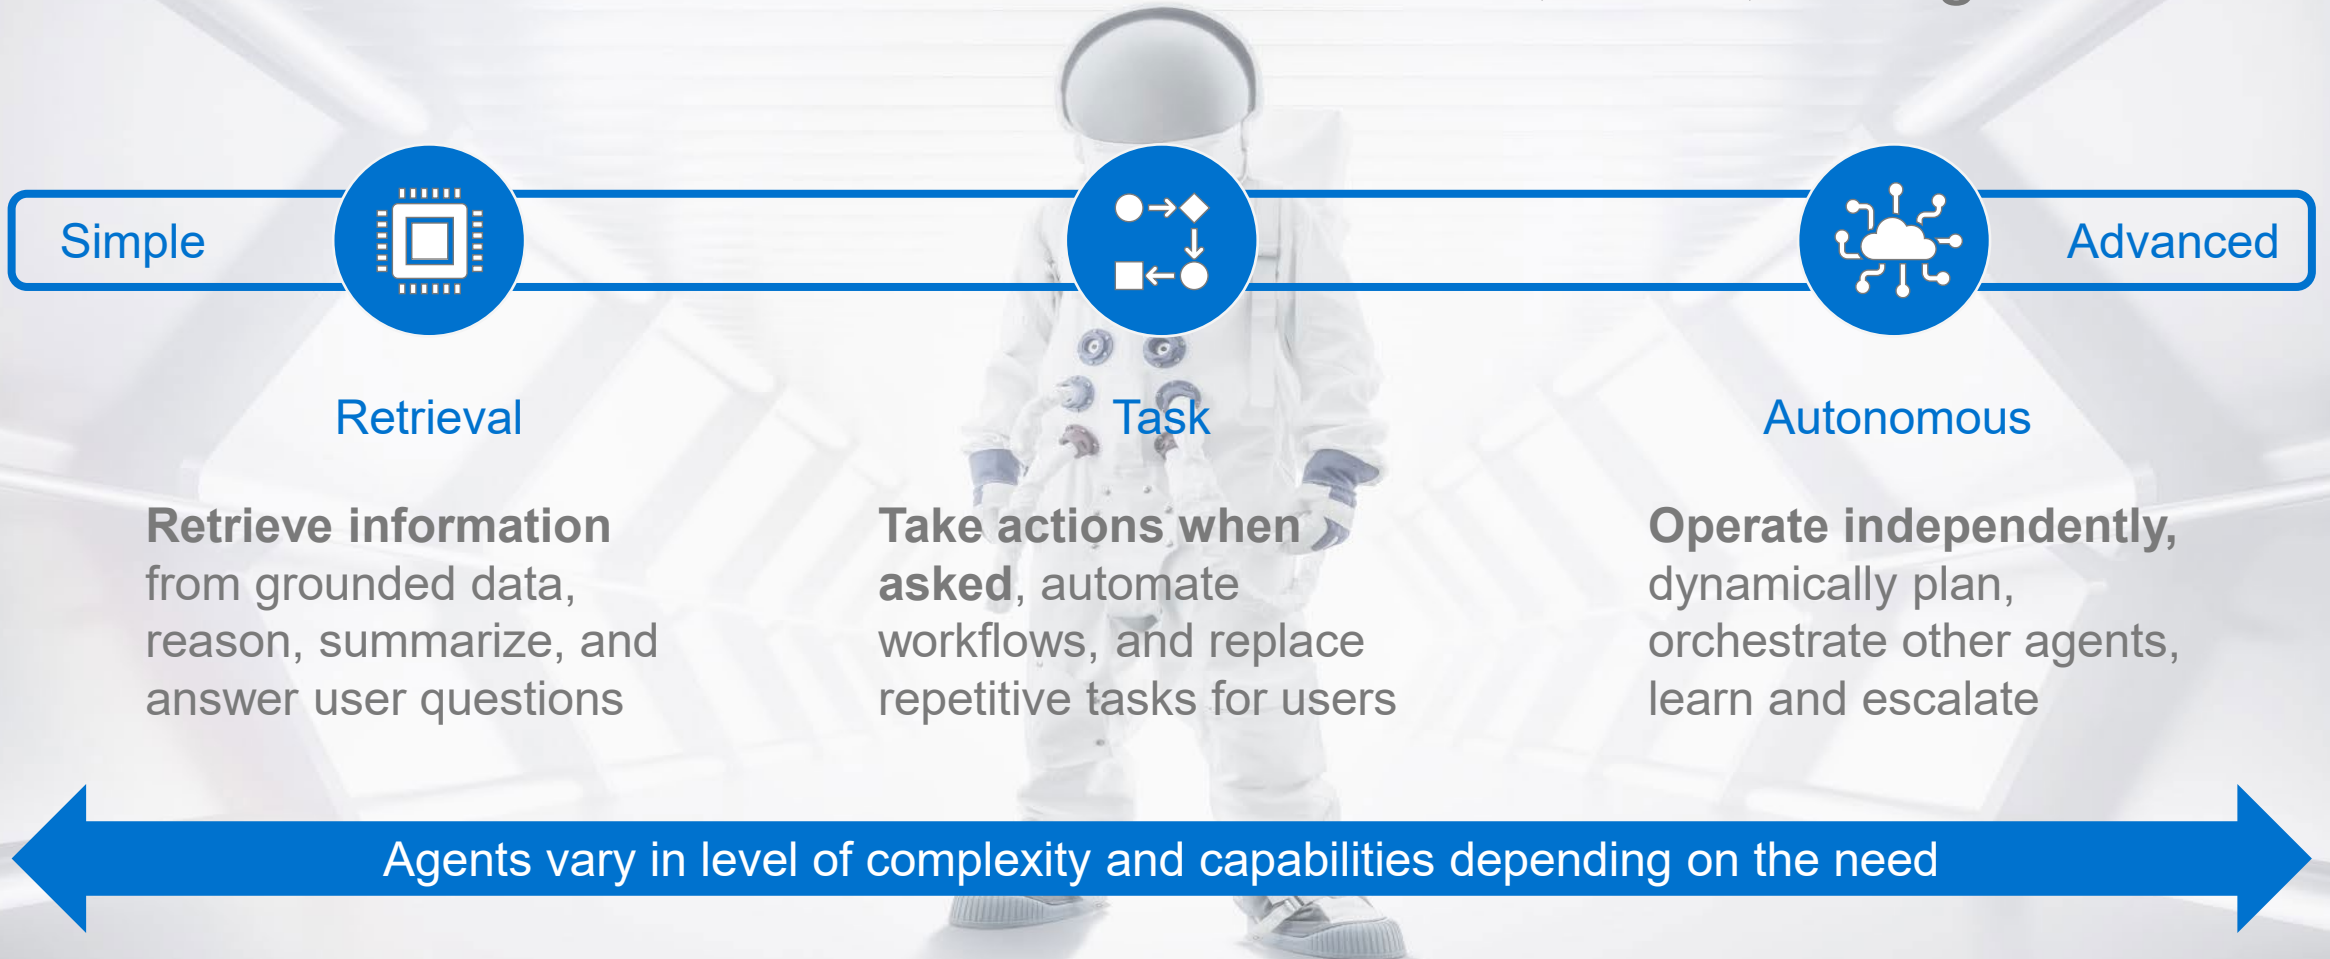 Simple
Advanced
Retrieval
Task
Autonomous
Retrieve information
from grounded data,
reason, summarize, and
answer user questions
Take actions when
asked, automate
workflows, and replace
repetitive tasks for users
Operate independently,
dynamically plan,
orchestrate other agents,
learn and escalate
Agents vary in level of complexity and capabilities depending on the need